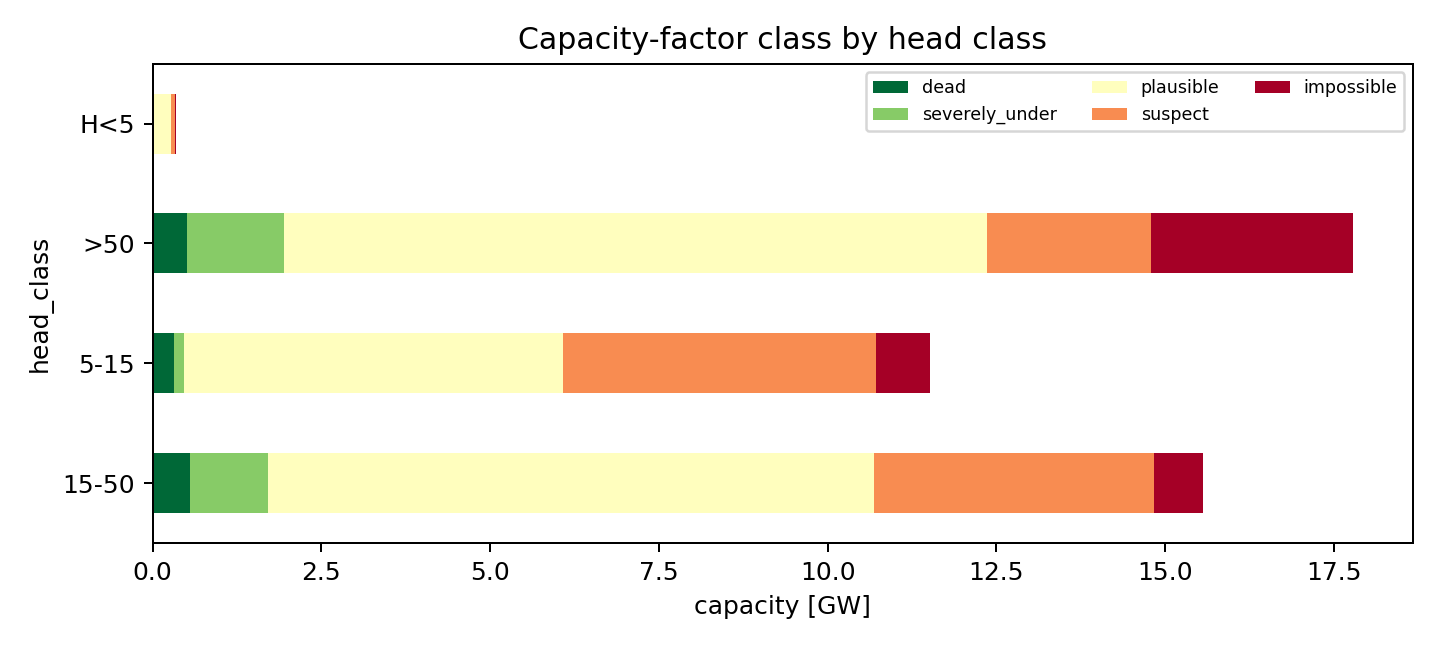 Capacity-factor class by head class
dead
severely_under
plausible
suspect
impossible
head_class
H<5
>50
5-15
15-50
0.0 2.5 5.0 7.5 10.0 12.5 15.0 17.5
capacity [GW]